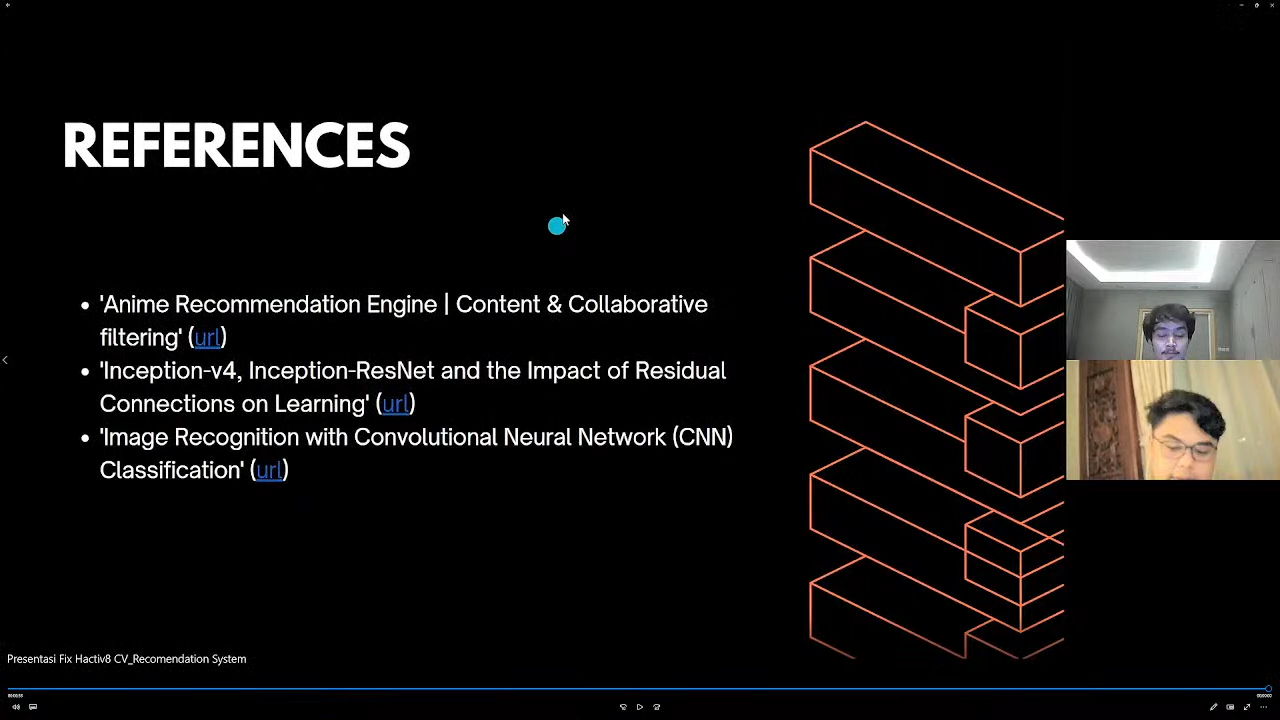 REFERENCES
• 'Anime Recommendation Engine | Content & Collaborative
filtering' (url)
• 'Inception-v4, Inception-ResNet and the Impact of Residual
Connections on Learning' (url)
• 'Image Recognition with Convolutional Neural Network (CNN)
Classification' (url)
Presentasi Fix Hactiv8 CV_Recomendation System